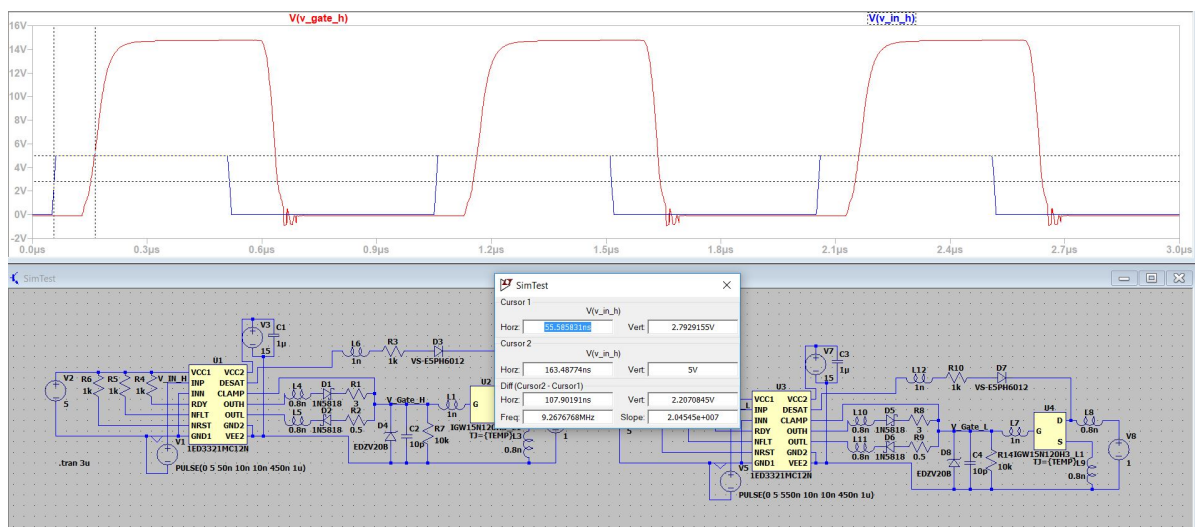 V(v_gate_h) V(v_in_h)
16V
14V
12V
10V
8V
6V
4V
2V
0V
-2V
0.0µs 0.3µs 0.6µs 0.9µs 1.2µs 1.5µs 1.8µs 2.1µs 2.4µs 2.7µs 3.0µs
SimTest
SimTest
Cursor 1
V(v_in_h)
Horz: 55.585831ns Vert: 2.7929155V
Cursor 2
V(v_in_h)
Horz: 163.48774ns Vert: 5V
Diff (Cursor2 - Cursor1)
Horz: 107.90191ns Vert: 2.2070845V
Freq: 9.2676768MHz Slope: 2.04545e+007
V2
5
R6
1k
R5
1k
R4
1k
V_IN_H
V1
PULSE(0 5 50n 10n 10n 450n 1u)
.tran 3u
U1
VCC1 VCC2
INP DESAT
INN CLAMP
RDY OUTH
NFLT OUTL
NRST GND2
GND1 VEE2
1ED3321MC12N
V3
15
C1
1µ
L6
1n
R3
1k
D3
VS-E5PH6012
L4
0.8n
D1
1N5818
R1
3
L5
0.8n
D2
1N5818
R2
0.5
V_Gate_H
D4
EDZV20B
C2
10p
R7
10k
L1
1n
U2
G
IGW15N120H3_L1
TJ={TEMP}
L3
0.8n
1
5
L
V5
PULSE(0 5 550n 10n 10n 450n 1u)
U3
VCC1 VCC2
INP DESAT
INN CLAMP
RDY OUTH
NFLT OUTL
NRST GND2
GND1 VEE2
1ED3321MC12N
V7
15
C3
1µ
L12
1n
R10
1k
D7
VS-E5PH6012
L10
0.8n
D5
1N5818
R8
3
L11
0.8n
D6
1N5818
R9
0.5
V_Gate_L
D8
EDZV20B
C4
10p
R14
10k
L7
1n
U4
G
D
S
IGW15N120H3_L1
TJ={TEMP}
L9
0.8n
L8
0.8n
V8
1